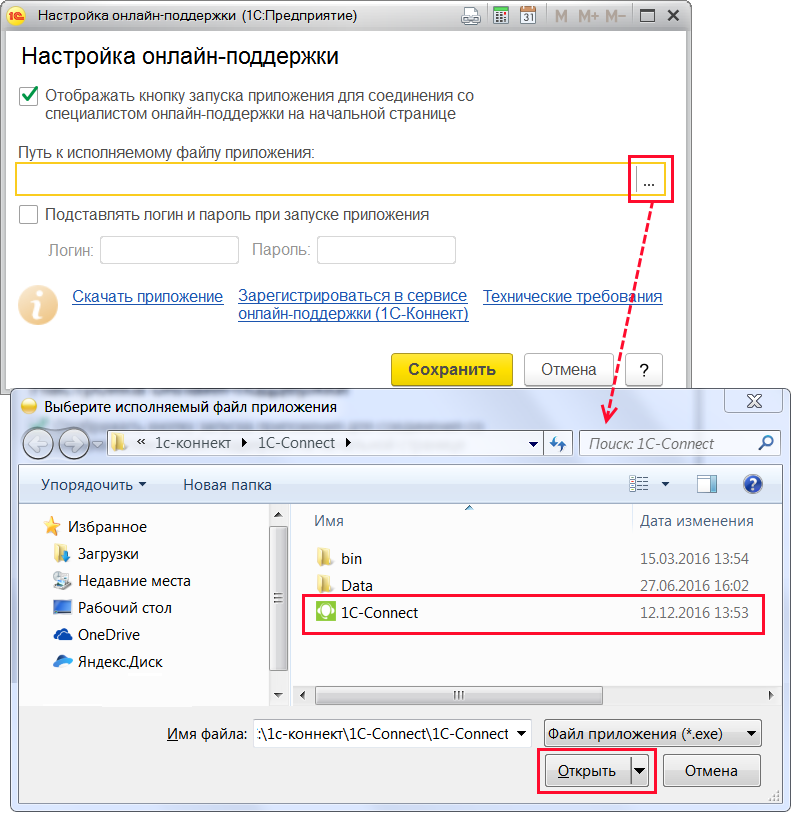 Настройка онлайн-поддержки (1С:Предприятие)
31 M M+ M−
Настройка онлайн-поддержки
Отображать кнопку запуска приложения для соединения со
специалистом онлайн-поддержки на начальной странице
Путь к исполняемому файлу приложения:
...
Подставлять логин и пароль при запуске приложения
Логин: Пароль:
Скачать приложение Зарегистрироваться в сервисе Технические требования
онлайн-поддержки (1С-Коннект)
Сохранить Отмена ?
Выберите исполняемый файл приложения
« 1с-коннект 1C-Connect Поиск: 1C-Connect
Упорядочить Новая папка ?
Имя Дата изменения
Избранное
Загрузки
Недавние места
Рабочий стол
OneDrive
Яндекс.Диск
bin 15.03.2016 13:54
Data 27.06.2016 16:02
1C-Connect 12.12.2016 13:53
Имя файла: :\1с-коннект\1C-Connect\1C-Connect Файл приложения (*.exe)
Открыть Отмена